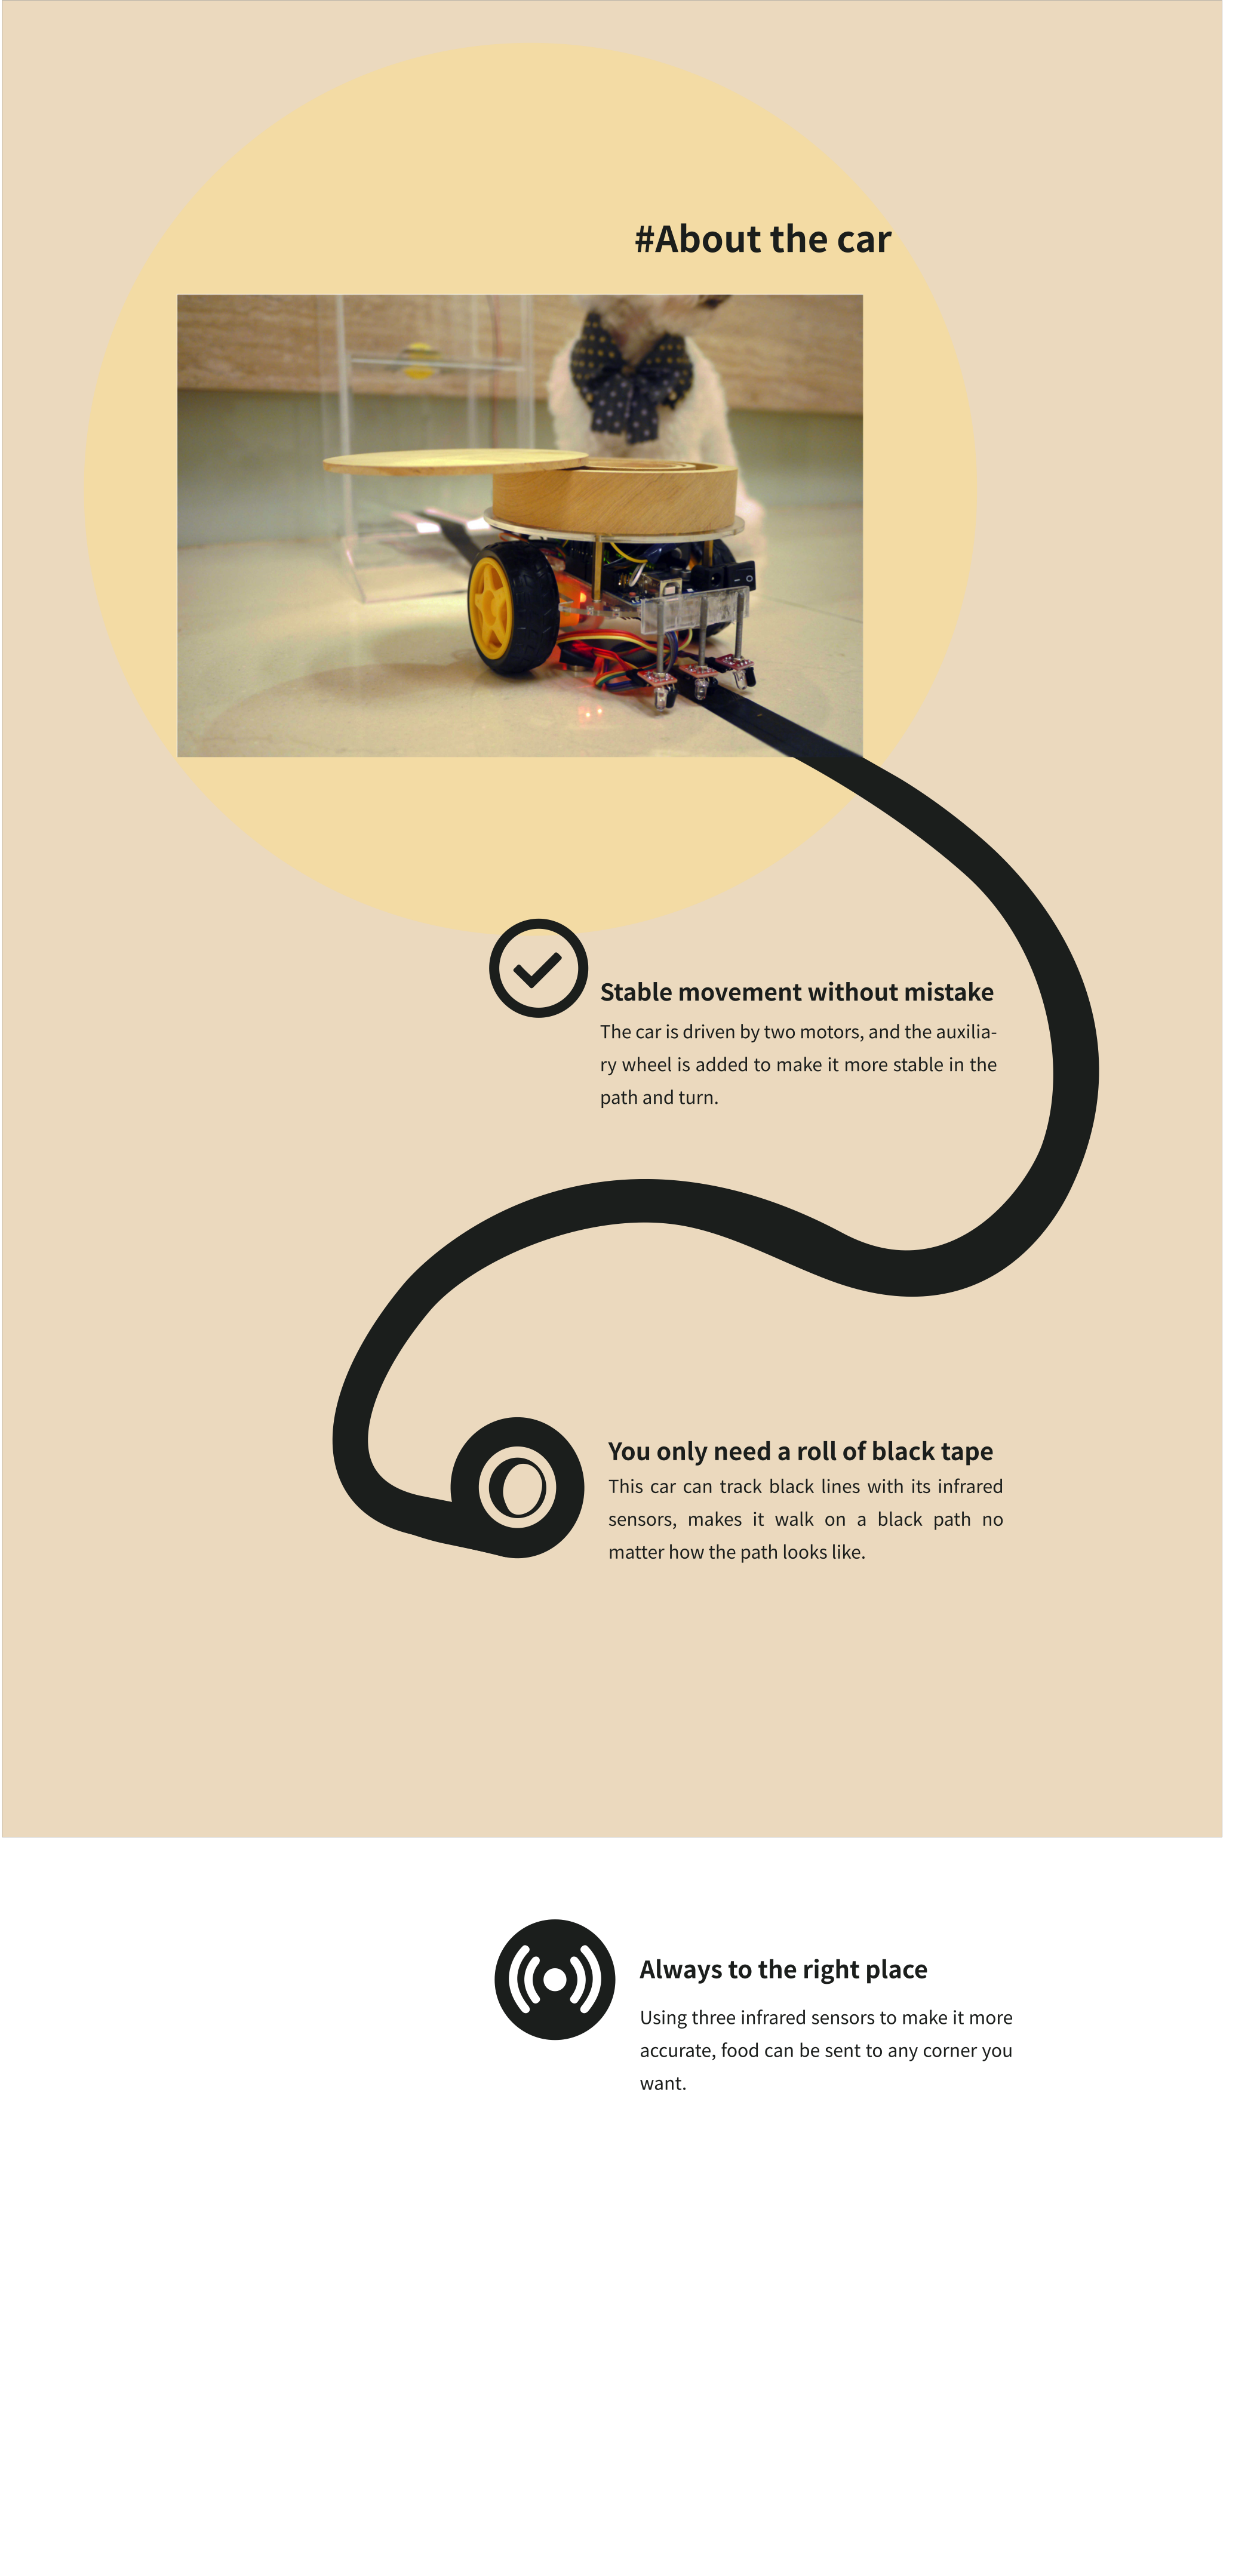 #About the car
Stable movement without mistake
The car is driven by two motors, and the auxilia-
ry wheel is added to make it more stable in the
path and turn.
You only need a roll of black tape
This car can track black lines with its infrared
sensors, makes it walk on a black path no
matter how the path looks like.
Always to the right place
Using three infrared sensors to make it more
accurate, food can be sent to any corner you
want.